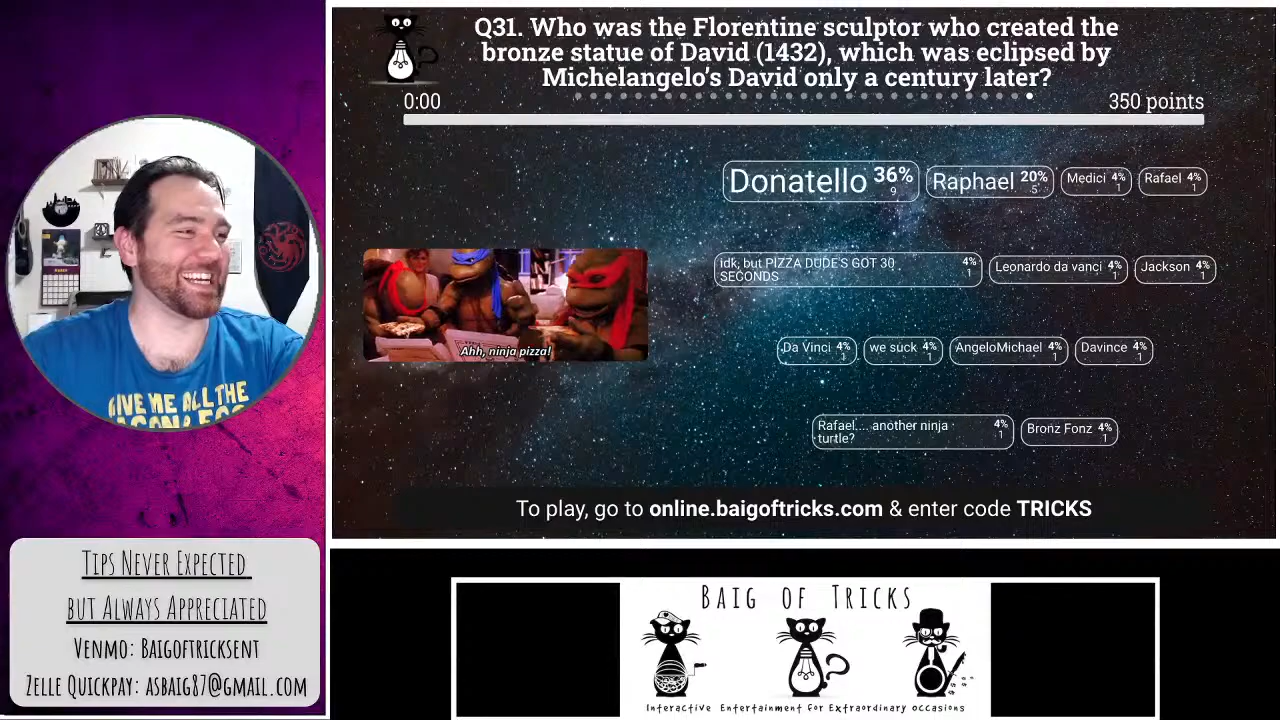 Q31. Who was the Florentine sculptor who created the
bronze statue of David (1432), which was eclipsed by
Michelangelo's David only a century later?
0:00
350 points
Donatello 36% 9
Raphael 20% 5
Medici 4% 1
Rafael 4% 1
idk, but PIZZA DUDE'S GOT 30
SECONDS 4% 1
Leonardo da vanci 4% 1
Jackson 4% 1
Ahh, ninja pizza!
Da Vinci 4% 1
we suck 4% 1
AngeloMichael 4% 1
Davince 4% 1
Rafael.... another ninja
turtle? 4% 1
Bronz Fonz 4% 1
To play, go to online.baigoftricks.com & enter code TRICKS
GIVE ME ALL THE
Tips Never Expected
but Always Appreciated
Venmo: Baigoftricksent
Zelle Quickpay: asbaig87@gmail.com
Baig of Tricks
Interactive Entertainment for Extraordinary occasions